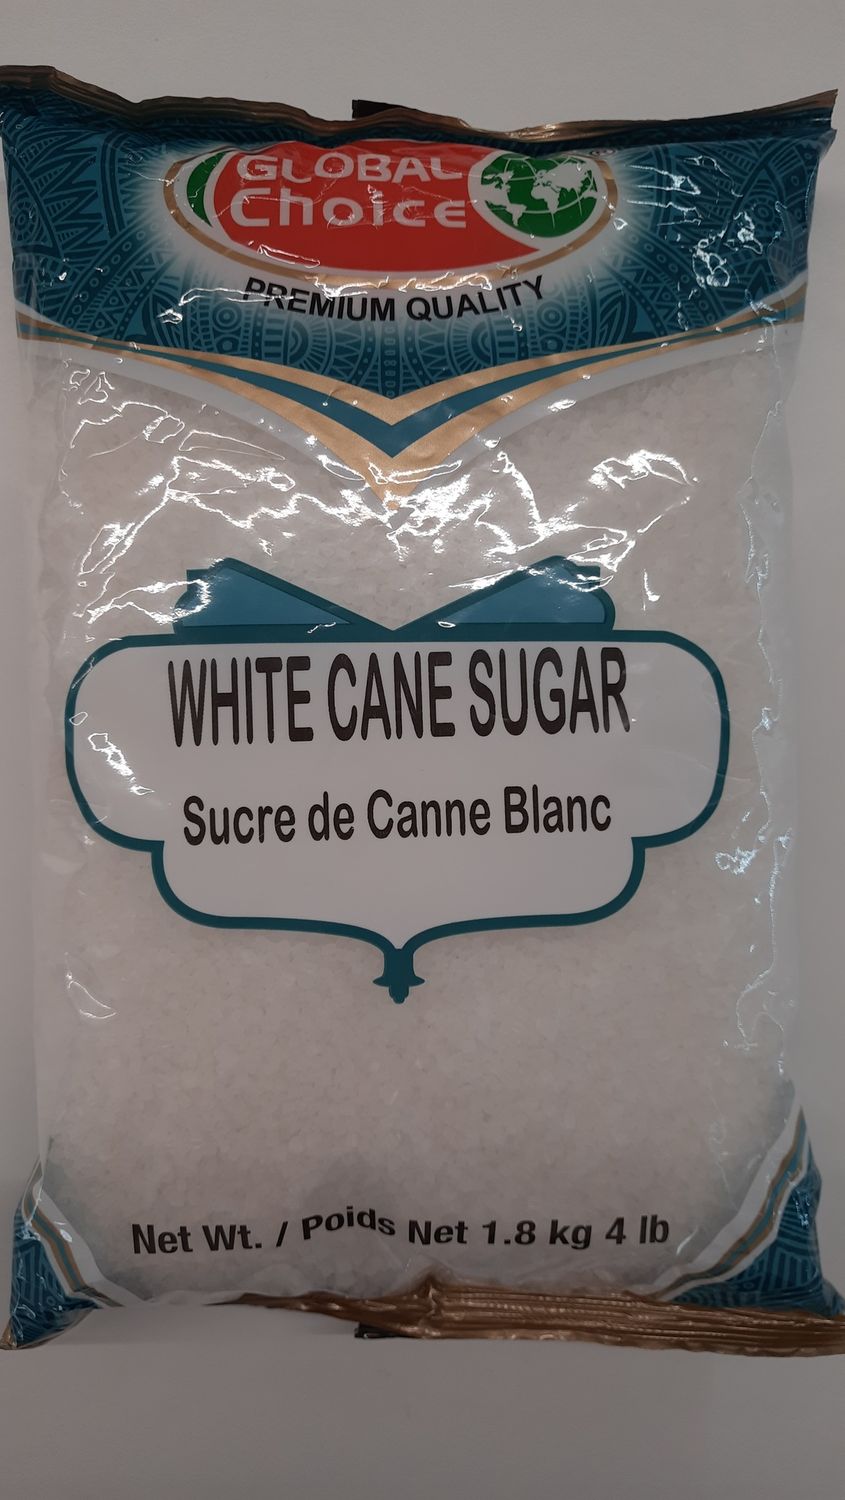 GLOBAL
Choice
®
PREMIUM QUALITY
WHITE CANE SUGAR
Sucre de Canne Blanc
Net Wt. / Poids Net 1.8 kg 4 lb